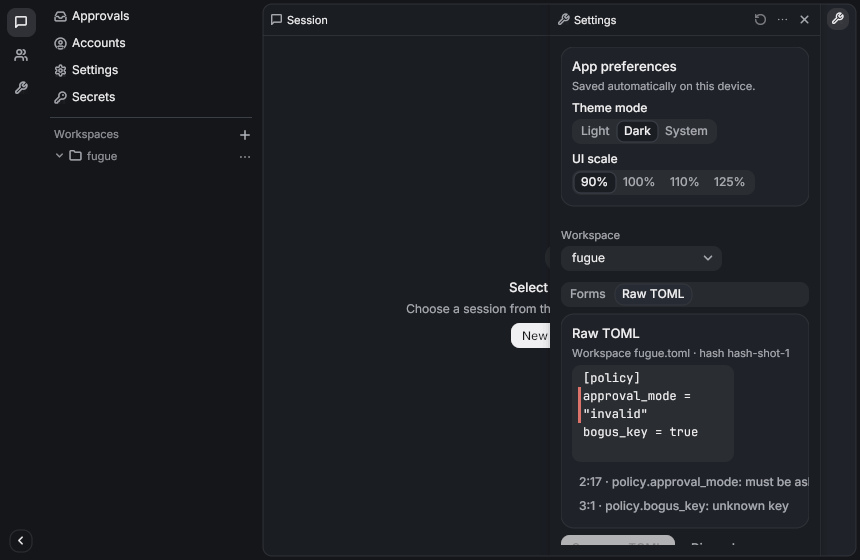 Approvals
Accounts
Settings
Secrets
Workspaces
fugue
Session
Select
Choose a session from th
New
Settings
App preferences
Saved automatically on this device.
Theme mode
Light Dark System
UI scale
90% 100% 110% 125%
Workspace
fugue
Forms Raw TOML
Raw TOML
Workspace fugue.toml · hash hash-shot-1
[policy]
approval_mode =
"invalid"
bogus_key = true
2:17 · policy.approval_mode: must be as
3:1 · policy.bogus_key: unknown key